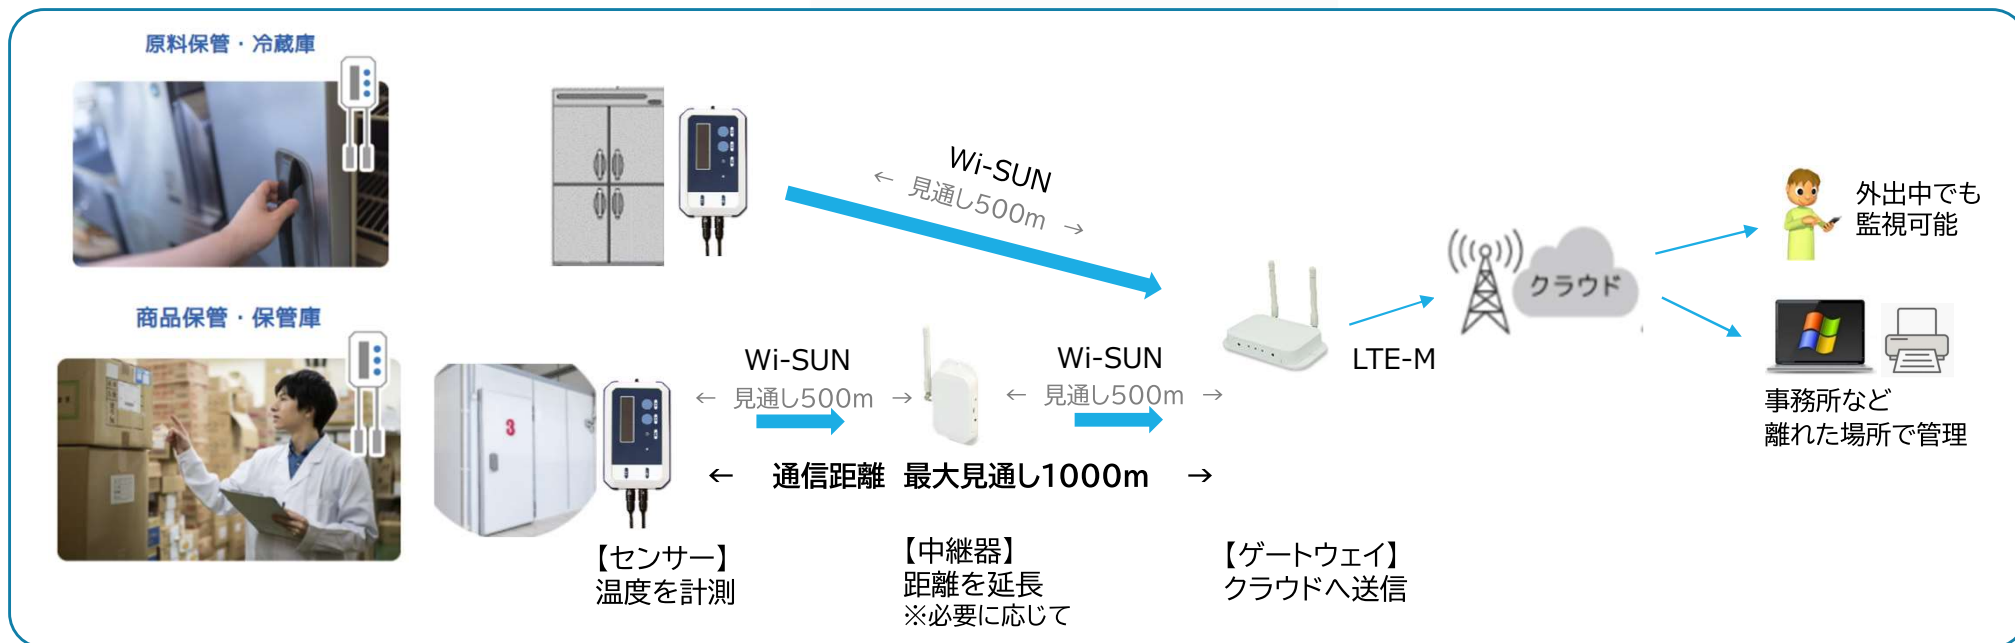 原料保管・冷蔵庫
Wi-SUN
← 見通し500m →
外出中でも
監視可能
クラウド
商品保管・保管庫
3
Wi-SUN
← 見通し500m →
Wi-SUN
← 見通し500m →
LTE-M
← 通信距離 最大見通し1000m →
事務所など
離れた場所で管理
【センサー】
温度を計測
【中継器】
距離を延長
※必要に応じて
【ゲートウェイ】
クラウドへ送信